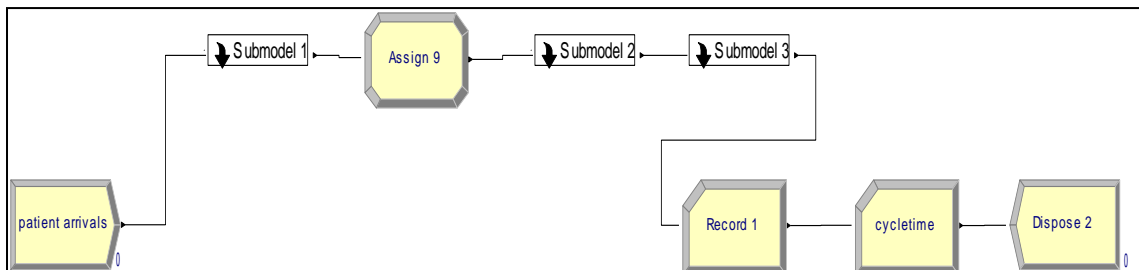 patient arrivals
0
Submodel 1
Assign 9
Submodel 2
Submodel 3
Record 1
cycletime
Dispose 2
0